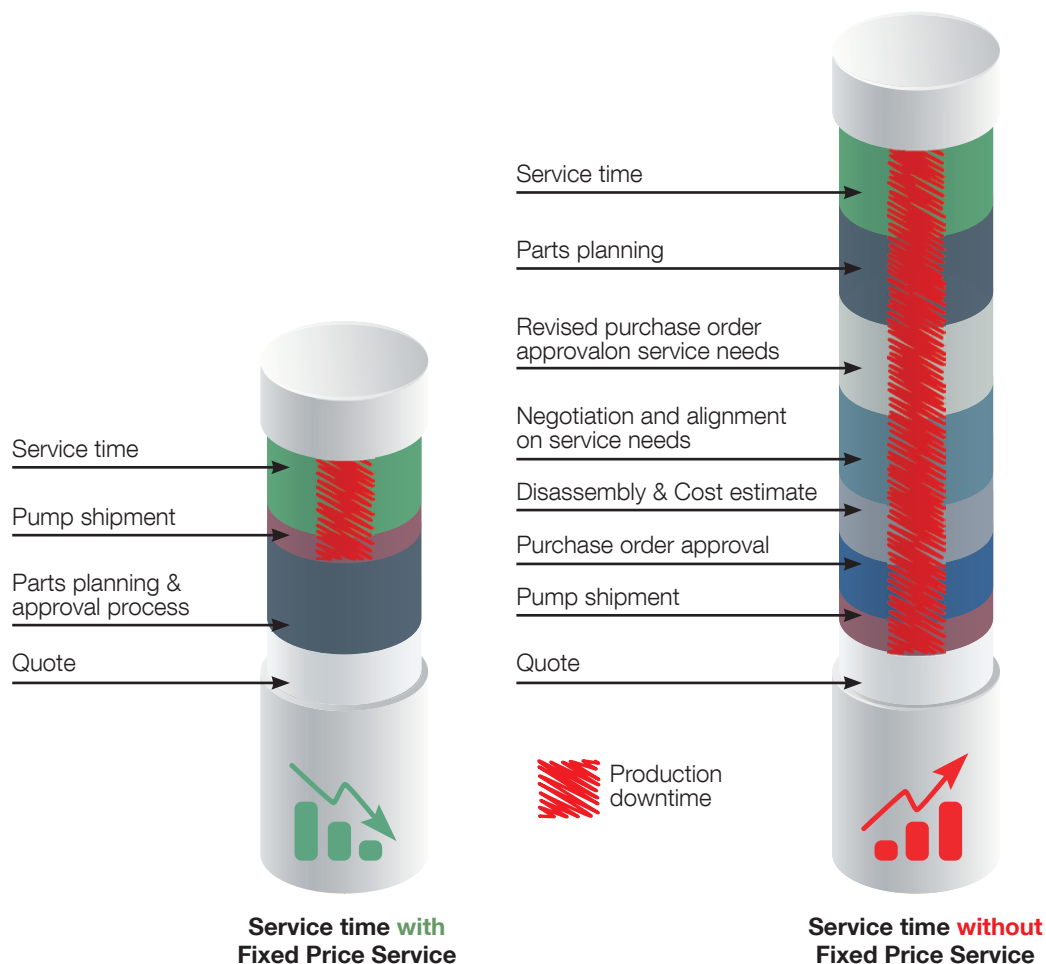 Service time
Pump shipment
Parts planning &
approval process
Quote
Service time with
Fixed Price Service
Service time
Parts planning
Revised purchase order
approvalon service needs
Negotiation and alignment
on service needs
Disassembly & Cost estimate
Purchase order approval
Pump shipment
Quote
Production
downtime
Service time without
Fixed Price Service